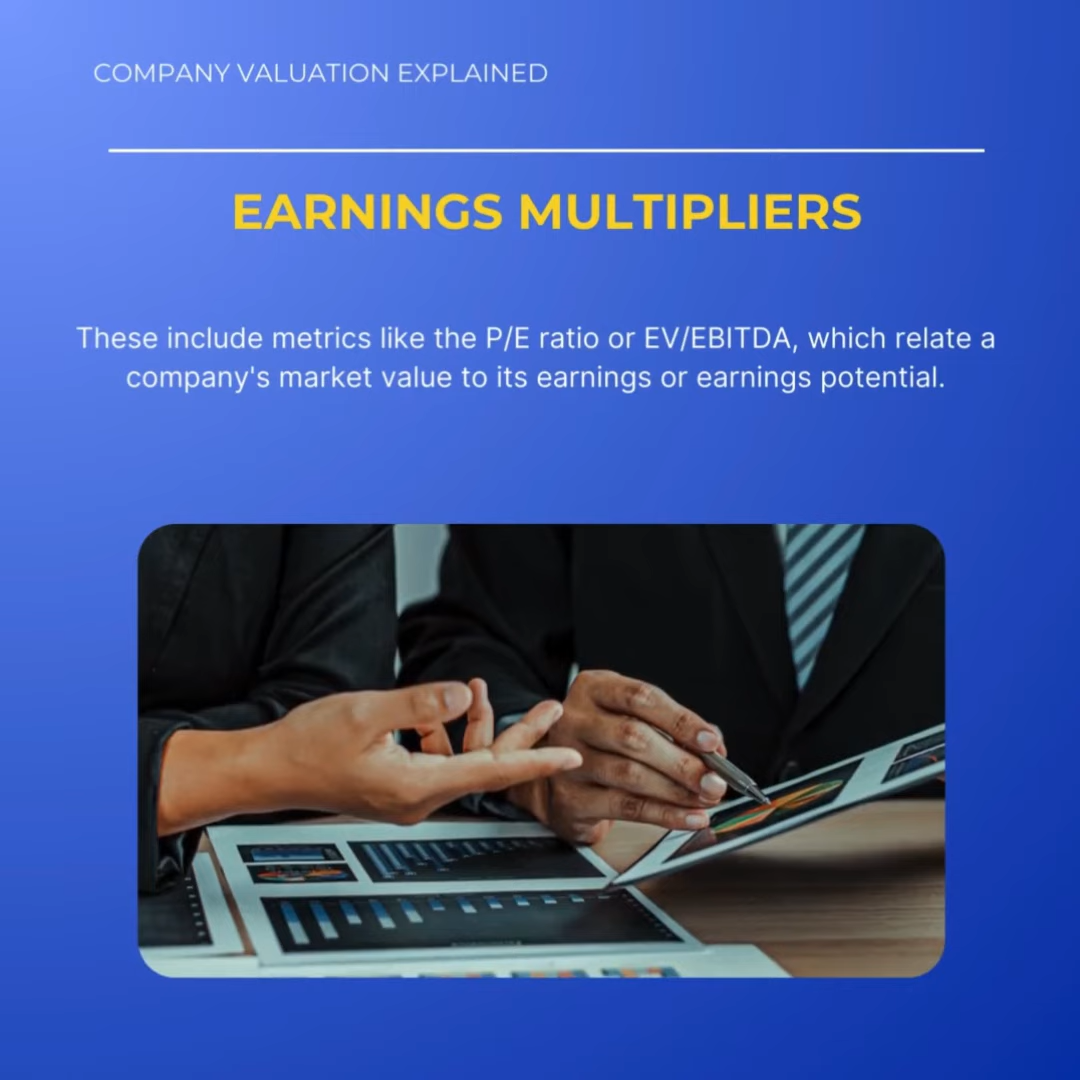 COMPANY VALUATION EXPLAINED
EARNINGS MULTIPLIERS
These include metrics like the P/E ratio or EV/EBITDA, which relate a
company's market value to its earnings or earnings potential.